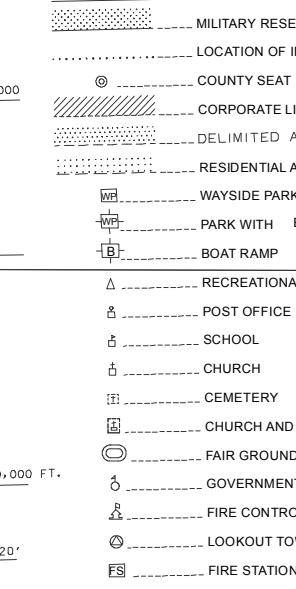 MILITARY RESE
LOCATION OF I
000
COUNTY SEAT
CORPORATE LI
DELIMITED A
RESIDENTIAL A
WP WAYSIDE PARK
WP PARK WITH
B BOAT RAMP
RECREATIONA
POST OFFICE
SCHOOL
CHURCH
CEMETERY
CHURCH AND
FAIR GROUND
0,000 FT.
GOVERNMENT
FIRE CONTRO
20'
LOOKOUT TO
FS FIRE STATION